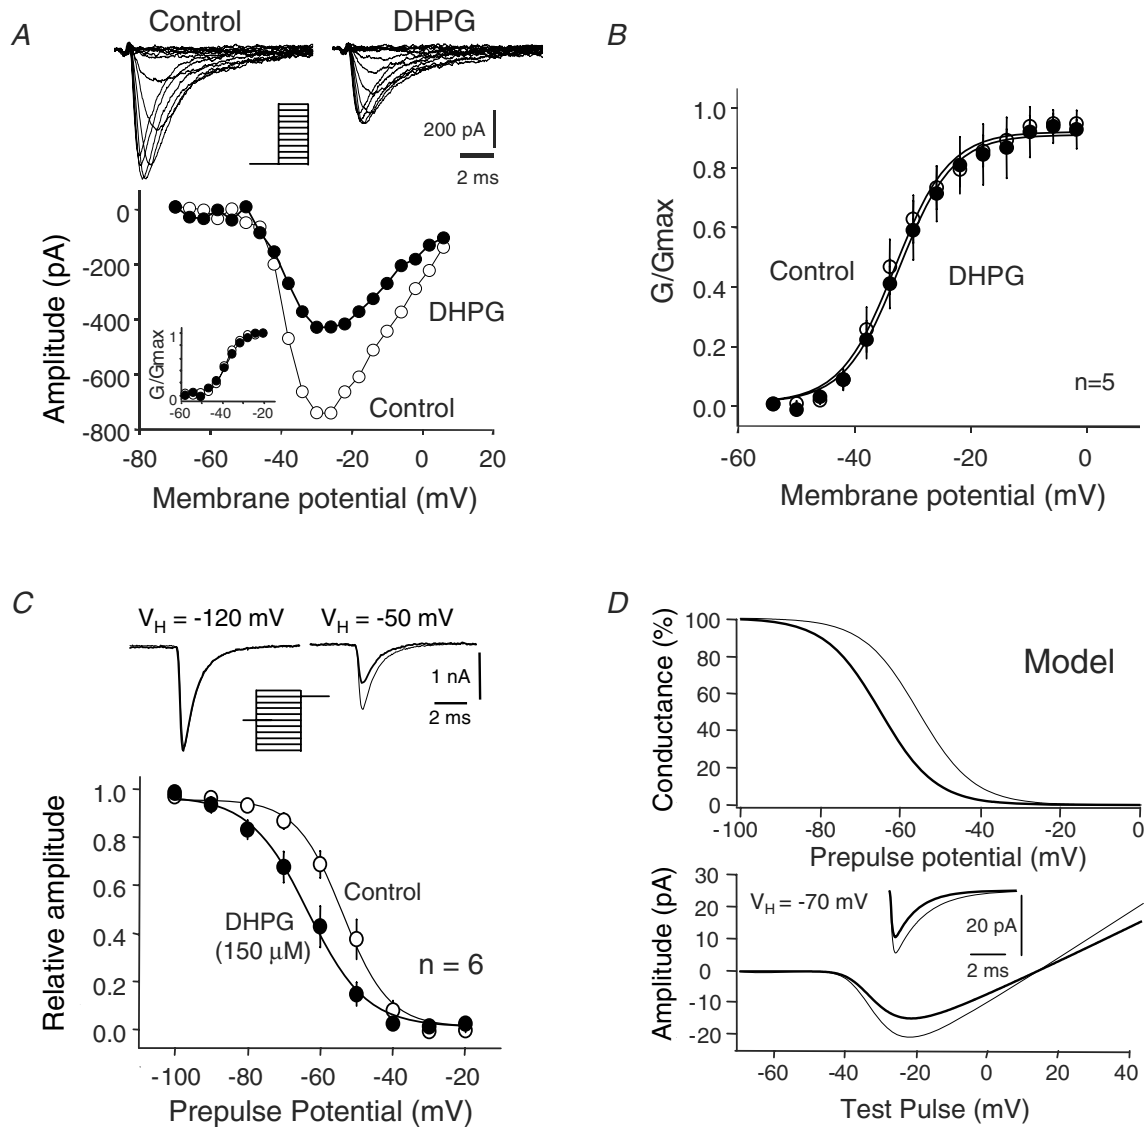 A
Control
DHPG
200 pA
2 ms
Amplitude (pA)
0
-200
-400
-600
-800
-80
-60
-40
-20
0
20
Membrane potential (mV)
DHPG
Control
G/Gmax
1
0
-60
-40
-20
B
G/Gmax
1.0
0.8
0.6
0.4
0.2
0.0
Control
DHPG
n=5
-60
-40
-20
0
Membrane potential (mV)
C
VH = -120 mV
VH = -50 mV
1 nA
2 ms
Relative amplitude
1.0
0.8
0.6
0.4
0.2
0.0
Control
DHPG
(150 μM)
n = 6
-100
-80
-60
-40
-20
Prepulse Potential (mV)
D
Conductance (%)
100
80
60
40
20
0
Model
-100
-80
-60
-40
-20
0
Prepulse potential (mV)
Amplitude (pA)
30
20
10
0
-10
-20
VH = -70 mV
20 pA
2 ms
-60
-40
-20
0
20
40
Test Pulse (mV)